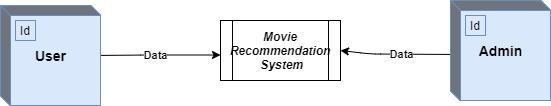 Id
User
Data
Movie
Recommendation
System
Data
Id
Admin